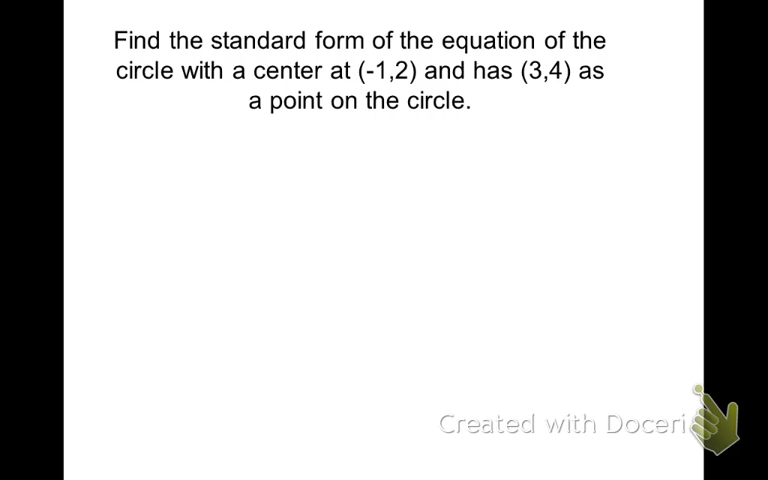 Find the standard form of the equation of the
circle with a center at (-1,2) and has (3,4) as
a point on the circle.
Created with Doceri